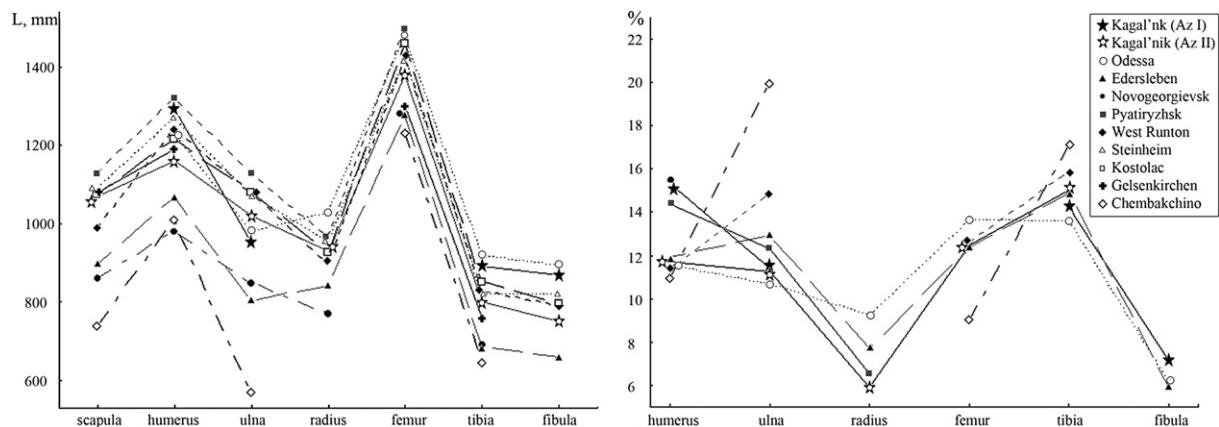 L, mm
1400
1200
1000
800
600
scapula humerus ulna radius femur tibia fibula
%
22
20
18
16
14
12
10
8
6
humerus ulna radius femur tibia fibula
Kagal'nk (Az I)
Kagal'nik (Az II)
Odessa
Edersleben
Novogeorgievsk
Pyatiryzhsk
West Runton
Steinheim
Kostolac
Gelsenkirchen
Chembakchino